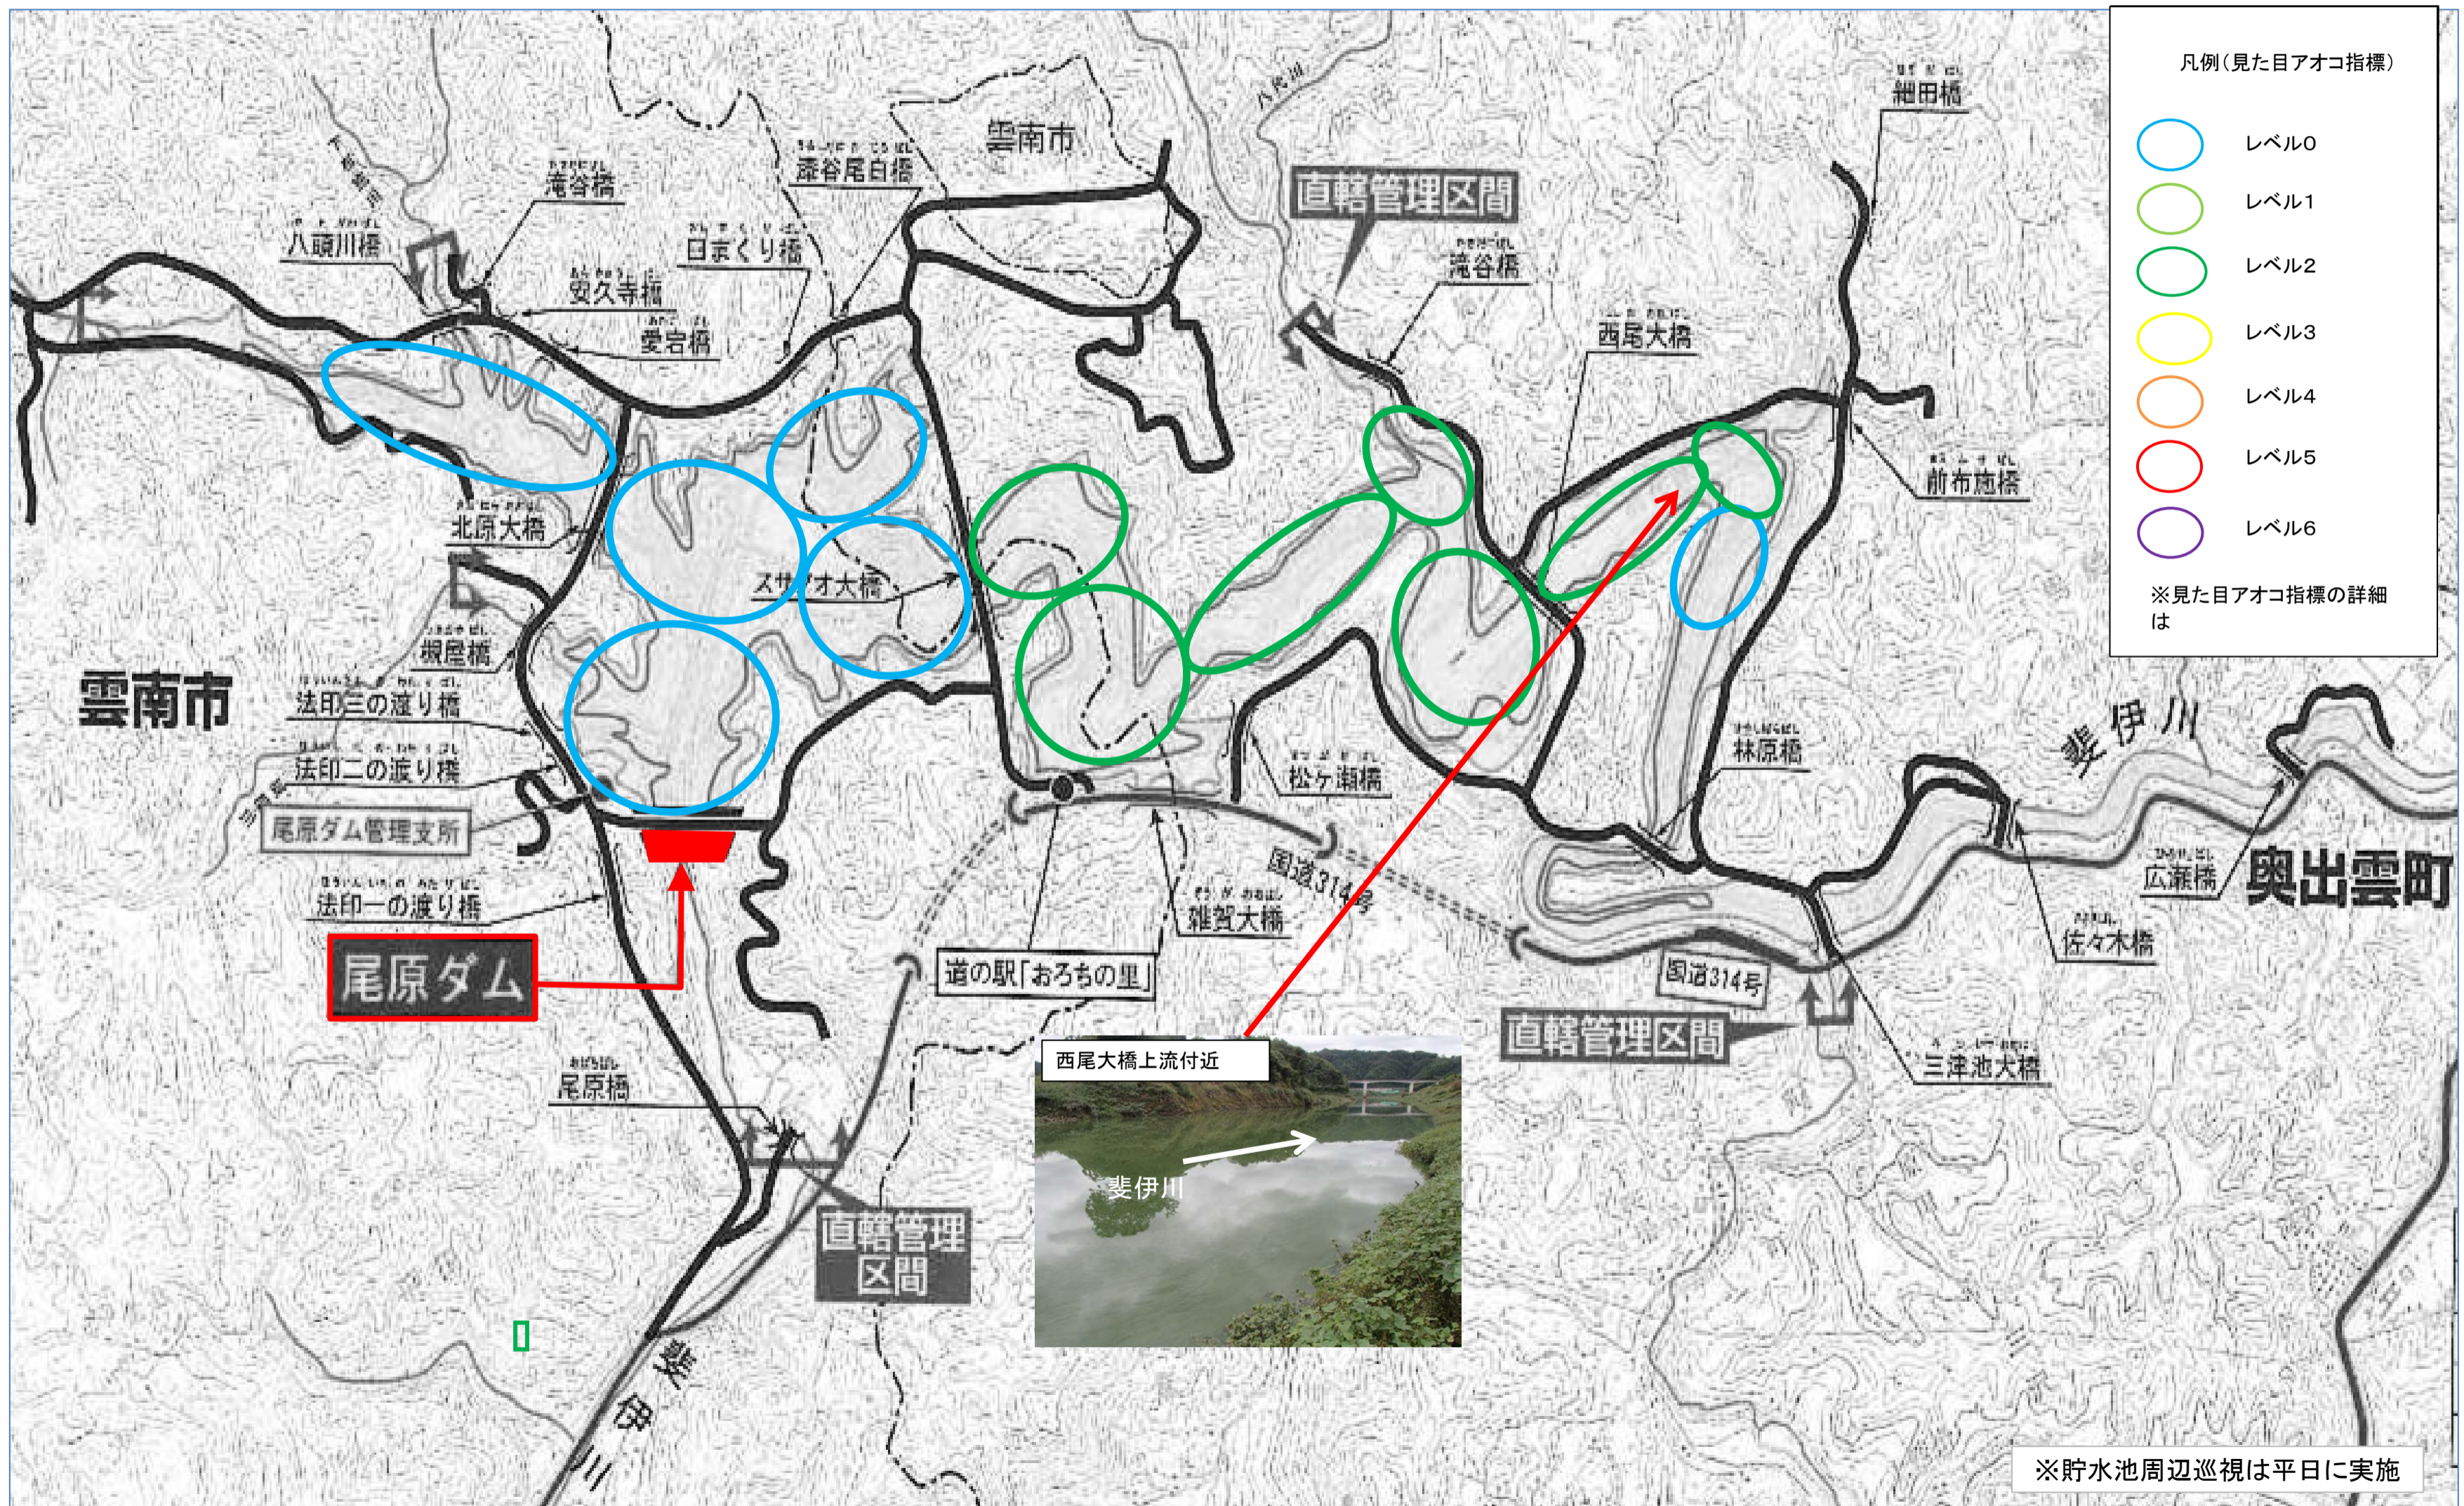 凡例(見た目アオコ指標)
レベル0
レベル1
レベル2
レベル3
レベル4
レベル5
レベル6
※見た目アオコ指標の詳細
は
細田橋
雲南市
八代川
滝谷橋
八頭川橋
安久寺橋
愛宕橋
日まくり橋
直轄管理区間
滝谷橋
西尾大橋
前布施橋
北原大橋
スサノオ大橋
槻屋橋
雲南市
法印三の渡り橋
法印二の渡り橋
尾原ダム管理支所
法印一の渡り橋
尾原ダム
松ヶ瀬橋
林原橋
斐伊川
広瀬橋
奥出雲町
国道314号
雑賀大橋
佐々木橋
道の駅「おろちの里」
国道314号
直轄管理区間
三津池大橋
尾原橋
おばらばし
西尾大橋上流付近
斐伊川
直轄管理
区間
斐伊川
※貯水池周辺巡視は平日に実施